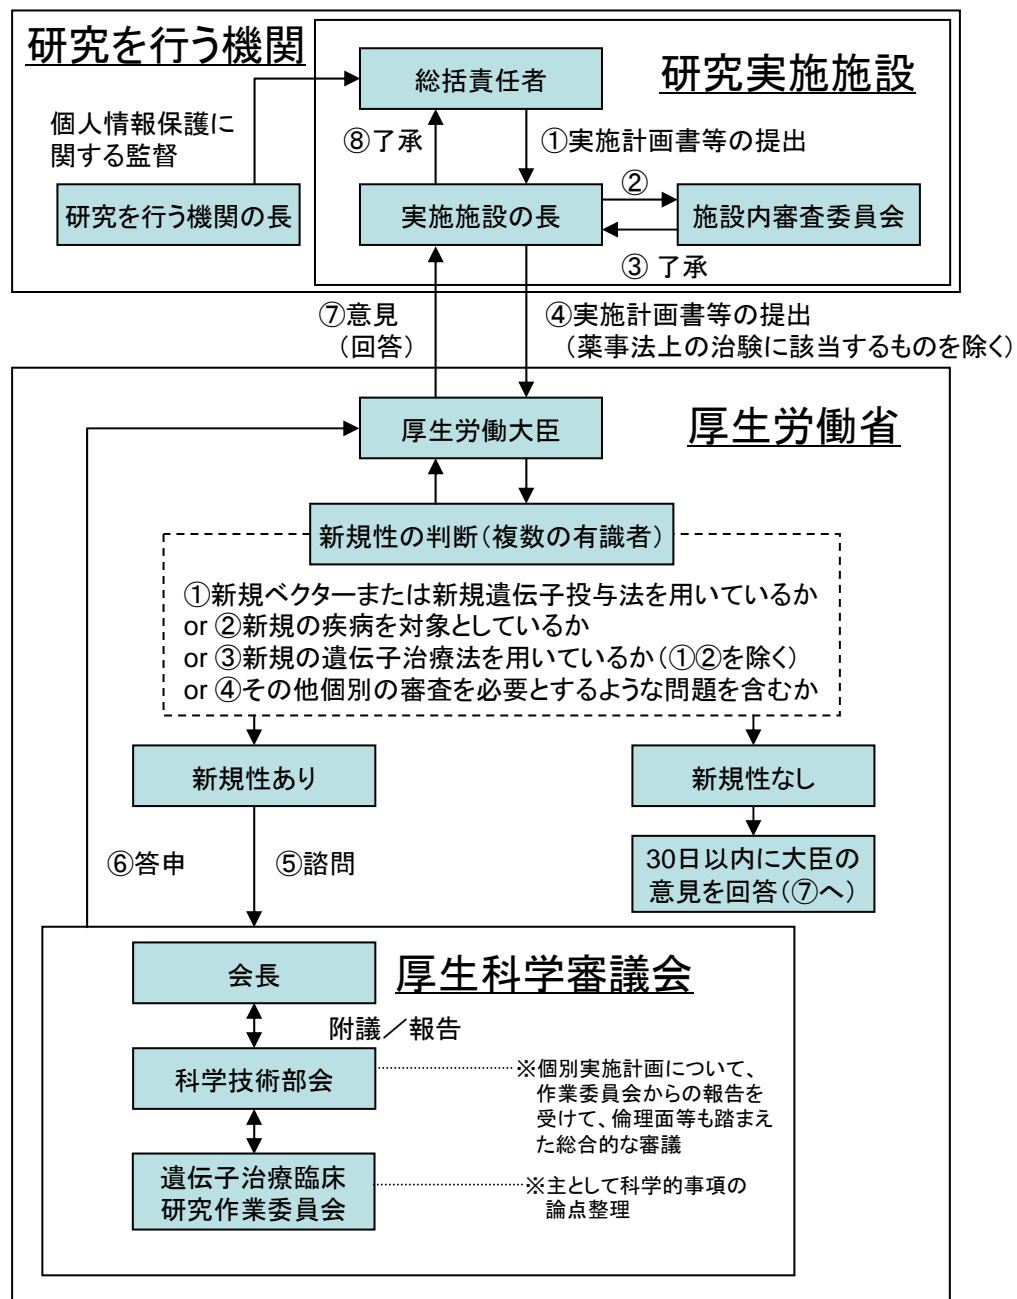 研究を行う機関
研究実施施設
総括責任者
個人情報保護に
関する監督
⑧了承
①実施計画書等の提出
研究を行う機関の長
実施施設の長
②
施設内審査委員会
③ 了承
⑦意見
（回答）
④実施計画書等の提出
（薬事法上の治験に該当するものを除く）
厚生労働大臣
厚生労働省
新規性の判断（複数の有識者）
①新規ベクターまたは新規遺伝子投与法を用いているか
or ②新規の疾病を対象としているか
or ③新規の遺伝子治療法を用いているか（①②を除く）
or ④その他個別の審査を必要とするような問題を含むか
新規性あり
新規性なし
⑥答申
⑤諮問
30日以内に大臣の
意見を回答（⑦へ）
会長
厚生科学審議会
附議／報告
科学技術部会
※個別実施計画について、
作業委員会からの報告を
受けて、倫理面等も踏まえ
た総合的な審議
遺伝子治療臨床
研究作業委員会
※主として科学的事項の
論点整理